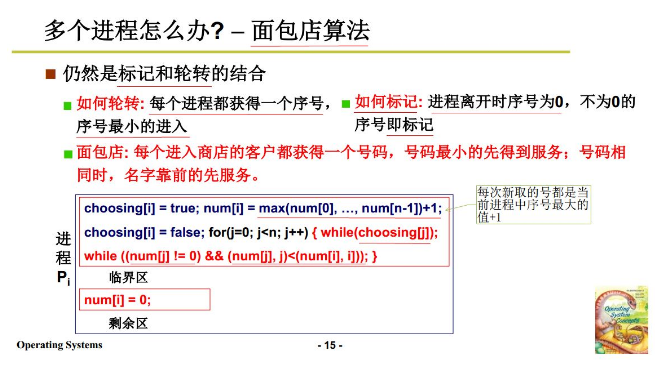 多个进程怎么办? – 面包店算法
仍然是标记和轮转的结合
如何轮转: 每个进程都获得一个序号，
序号最小的进入
如何标记: 进程离开时序号为0，不为0的
序号即标记
面包店: 每个进入商店的客户都获得一个号码，号码最小的先得到服务；号码相
同时，名字靠前的先服务。
每次新取的号都是当
前进程中序号最大的
值+1
进
程
Pi
choosing[i] = true; num[i] = max(num[0], …, num[n-1])+1;
choosing[i] = false; for(j=0; j<n; j++) { while(choosing[j]);
while ((num[j] != 0) && (num[j], j)<(num[i], i])); }
临界区
num[i] = 0;
剩余区
Operating
System
Concepts
Operating Systems
- 15 -